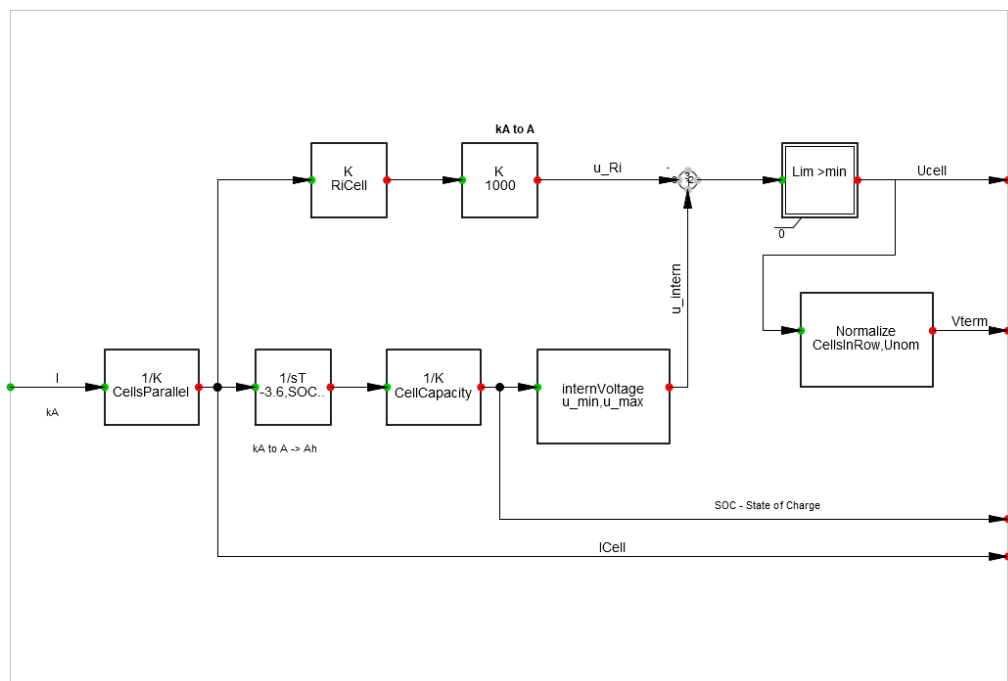 kA to A
K
RiCell
K
1000
u_Ri
-
Lim >min
0
Ucell
u_intern
Normalize
CellsInRow,Unom
Vterm
I
kA
1/K
CellsParallel
1/sT
-3.6,SOC..
kA to A -> Ah
1/K
CellCapacity
internVoltage
u_min,u_max
SOC - State of Charge
ICell